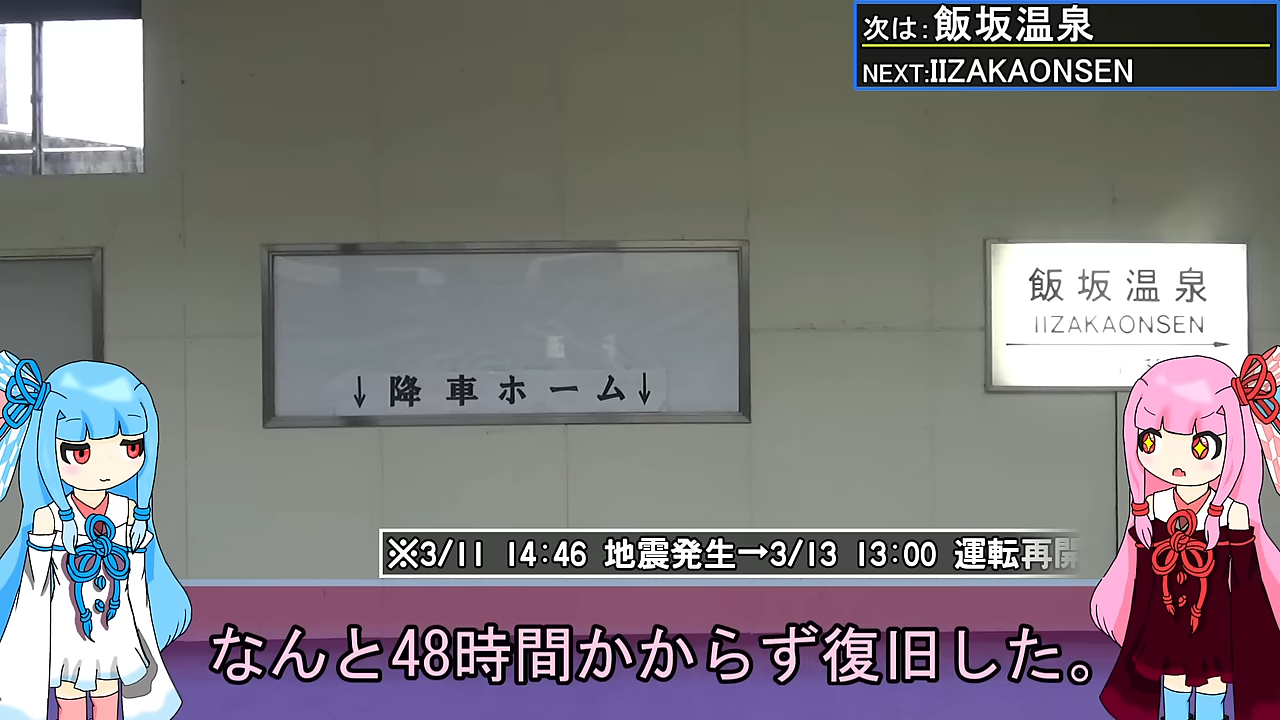 次は:飯坂温泉
NEXT:IIZAKAONSEN
飯坂温泉
IIZAKAONSEN
↓降車ホーム↓
※3/11 14:46 地震発生→3/13 13:00 運転再開
なんと48時間かからず復旧した。